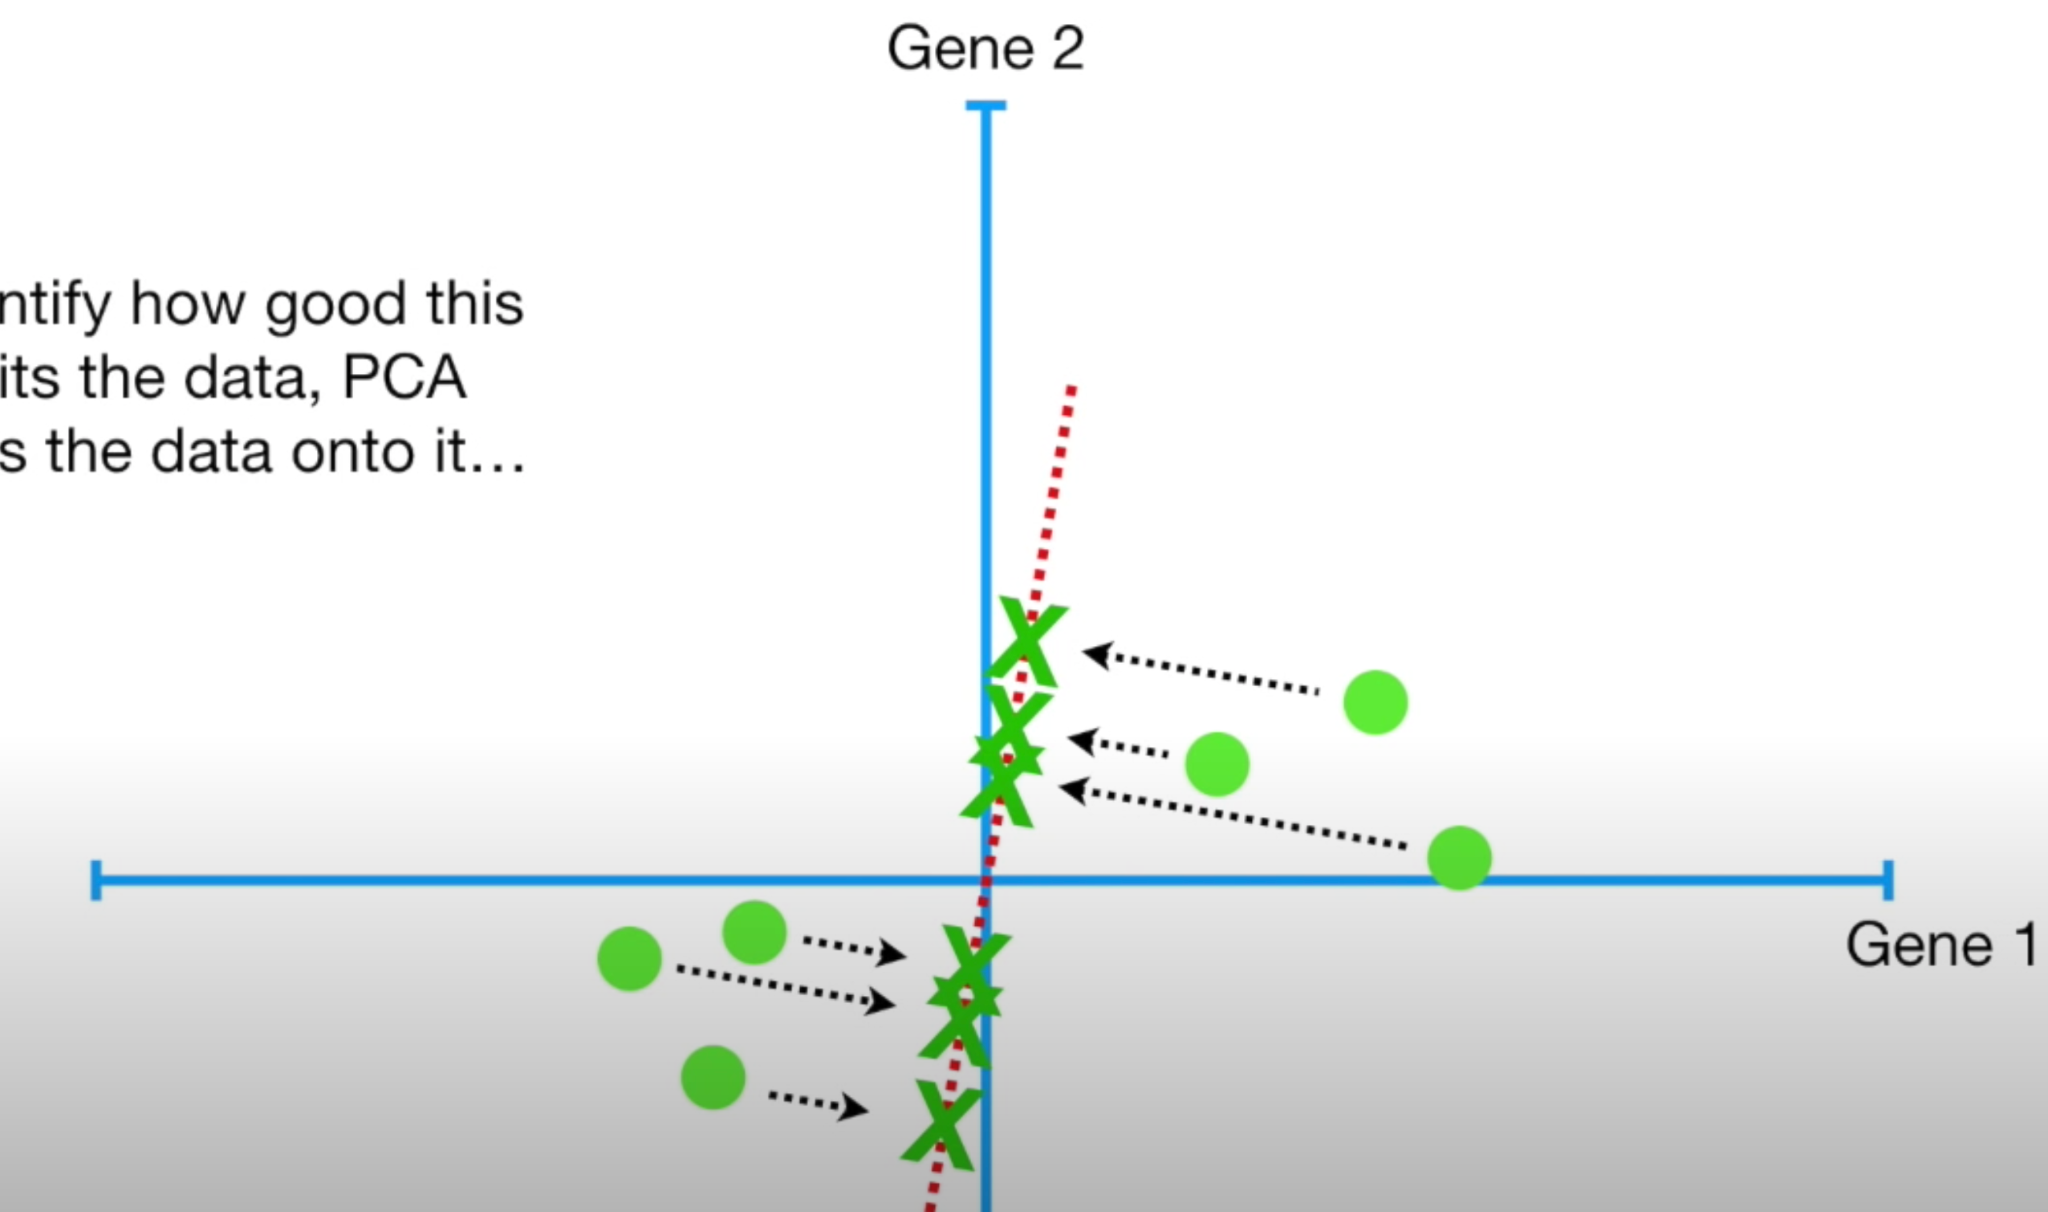 Gene 2
ntify how good this
its the data, PCA
s the data onto it...
Gene 1